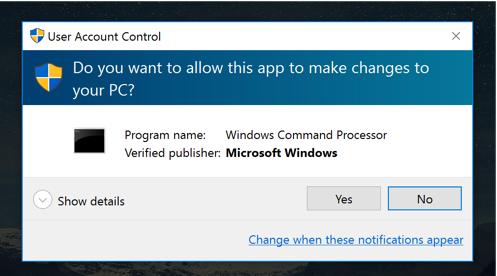 User Account Control
Do you want to allow this app to make changes to
your PC?
Program name: Windows Command Processor
Verified publisher: Microsoft Windows
Show details
Yes
No
Change when these notifications appear